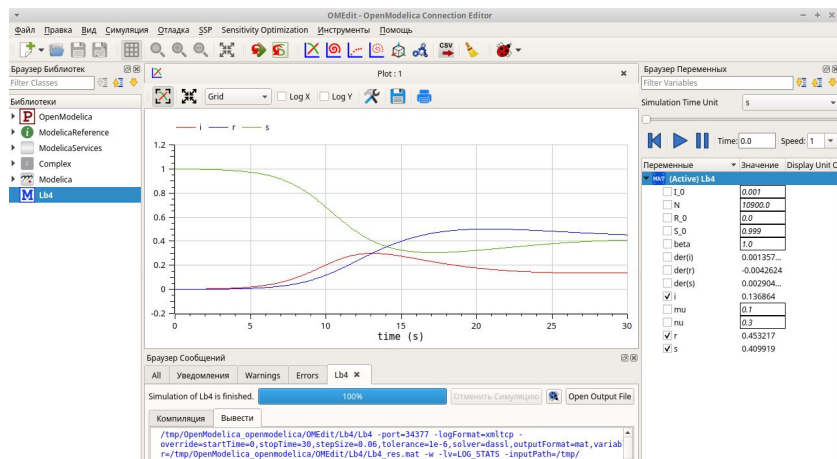 OMEdit - OpenModelica Connection Editor
Файл Правка Вид Симуляция Отладка SSP Sensitivity Optimization Инструменты Помощь
CSV
Браузер Библиотек
Filter Classes
Библиотеки
P OpenModelica
i ModelicaReference
ModelicaServices
Complex
Modelica
M Lb4
Plot : 1
Grid Log X Log Y
i r s
1.2
1
0.8
0.6
0.4
0.2
0
-0.2
0 5 10 15 20 25 30
time (s)
Браузер Сообщений
All Уведомления Warnings Errors Lb4
Simulation of Lb4 is finished. 100% Отменить Симуляцию Open Output File
Компиляция Вывести
/tmp/OpenModelica_openmodelica/OMEdit/Lb4/Lb4 -port=34377 -logFormat=xmltcp -
override=startTime=0,stopTime=30,stepSize=0.06,tolerance=1e-6,solver=dassl,outputFormat=mat,variab
r=/tmp/OpenModelica_openmodelica/OMEdit/Lb4/Lb4_res.mat -w -lv=LOG_STATS -inputPath=/tmp/
Браузер Переменных
Filter Variables
Simulation Time Unit s
Time: 0.0 Speed: 1
Переменные Значение Display Unit
MAT (Active) Lb4
I_0 0.001
N 10900.0
R_0 0.0
S_0 0.999
beta 1.0
der(i) 0.001357...
der(r) -0.0042624
der(s) 0.002904...
i 0.136864
mu 0.1
nu 0.3
r 0.453217
s 0.409919